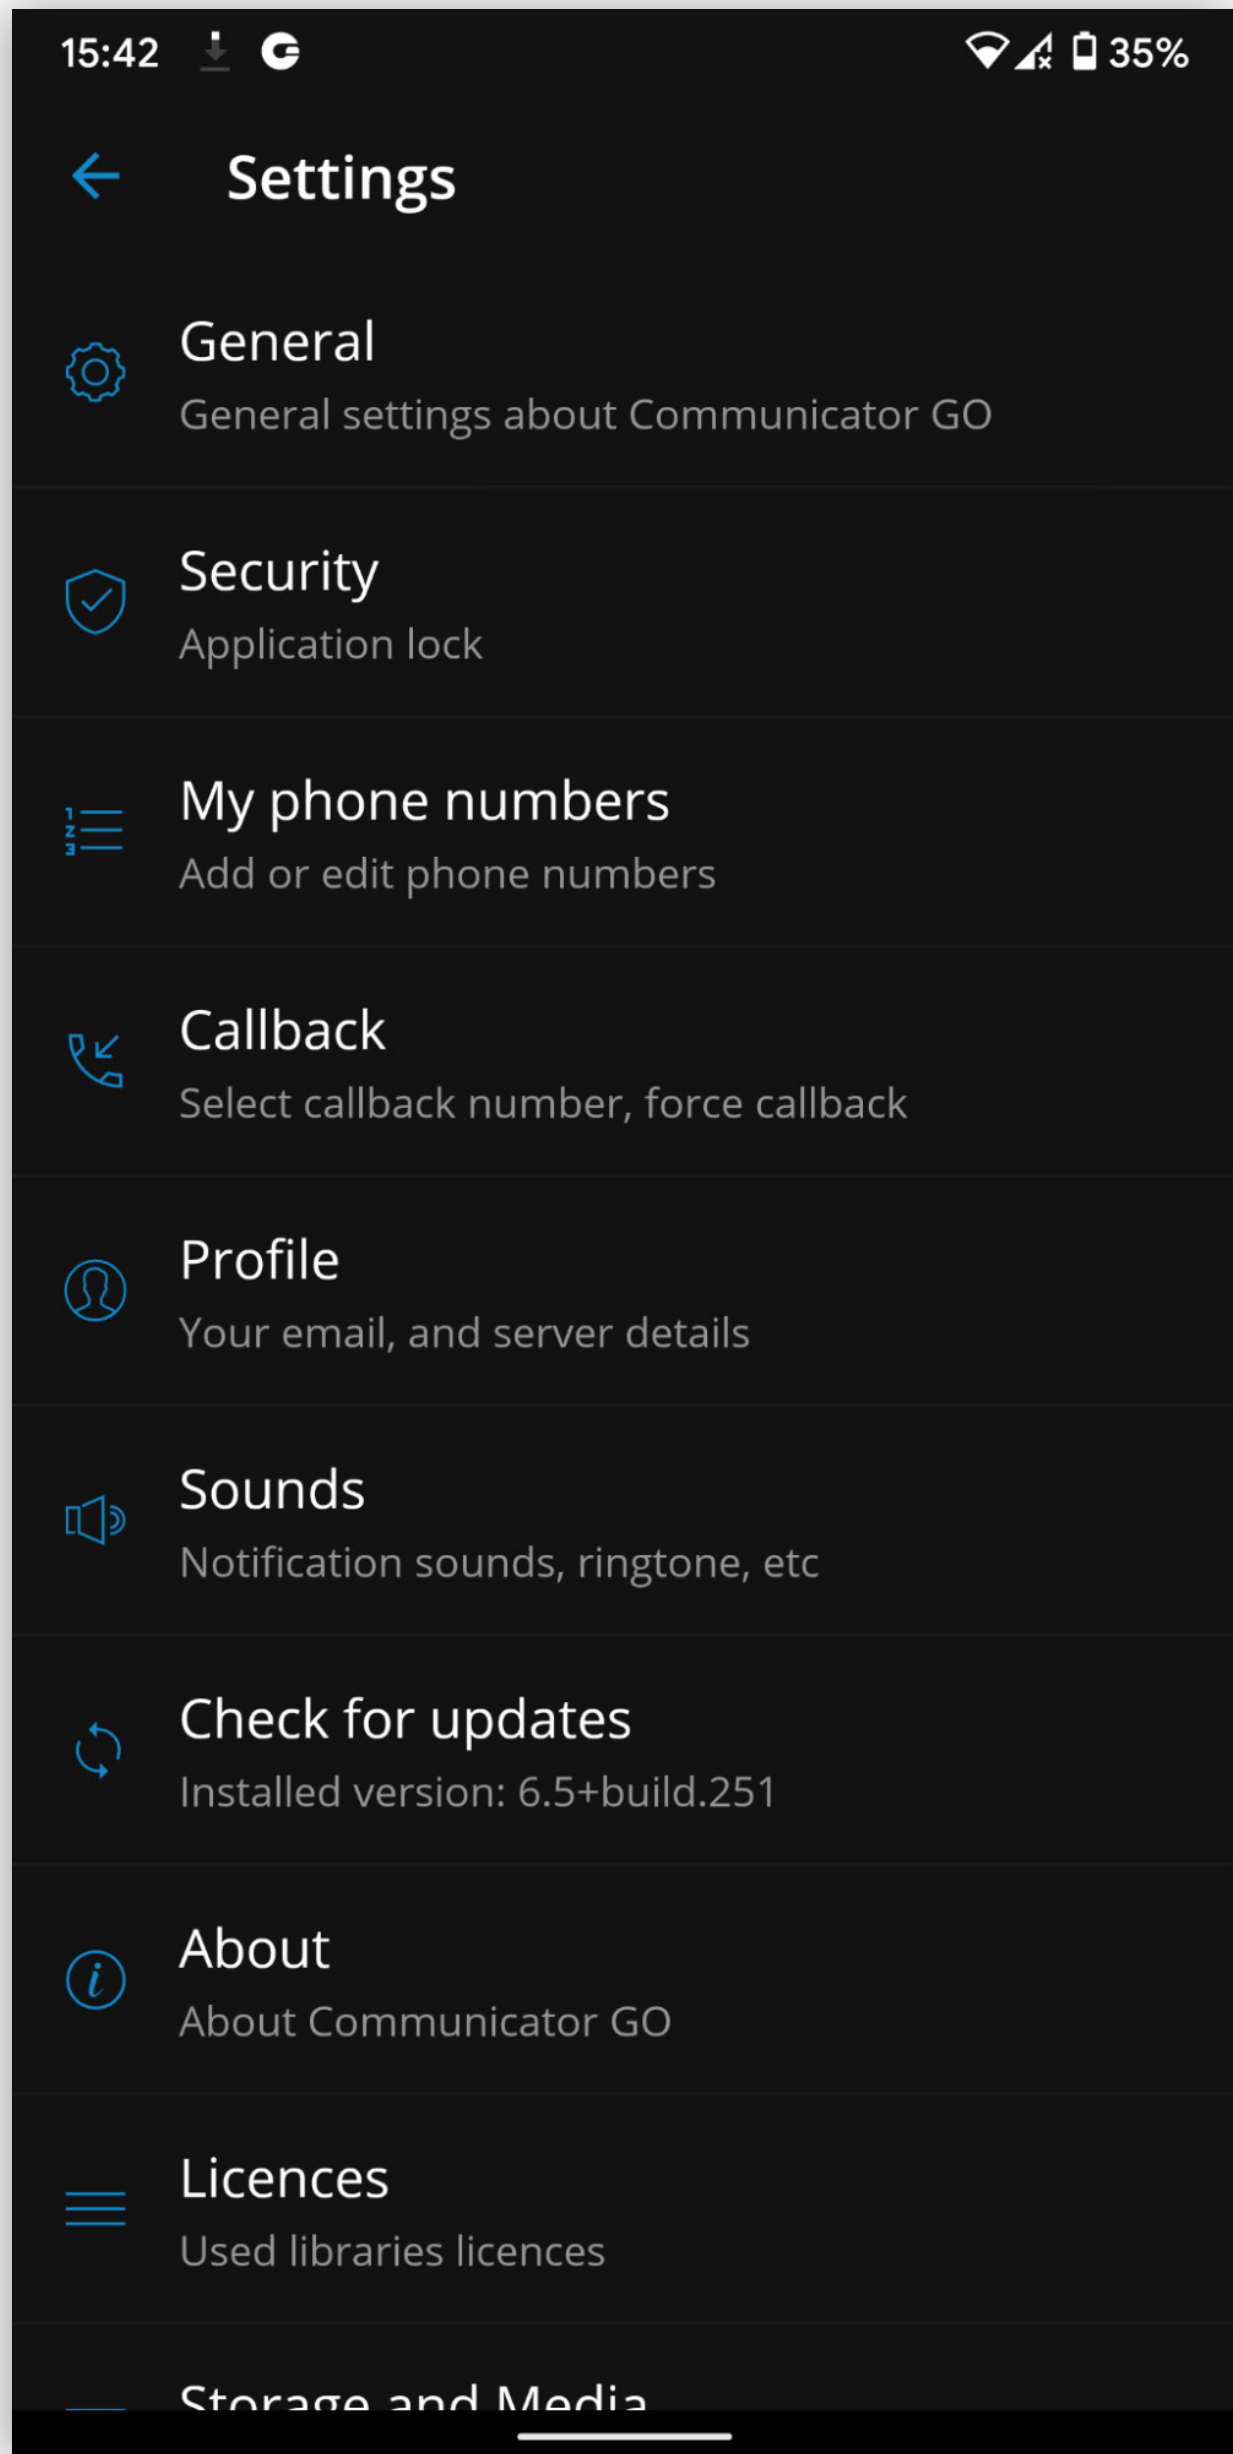 15:42 35%
Settings
General
General settings about Communicator GO
Security
Application lock
My phone numbers
Add or edit phone numbers
Callback
Select callback number, force callback
Profile
Your email, and server details
Sounds
Notification sounds, ringtone, etc
Check for updates
Installed version: 6.5+build.251
About
About Communicator GO
Licences
Used libraries licences
Storage and Media